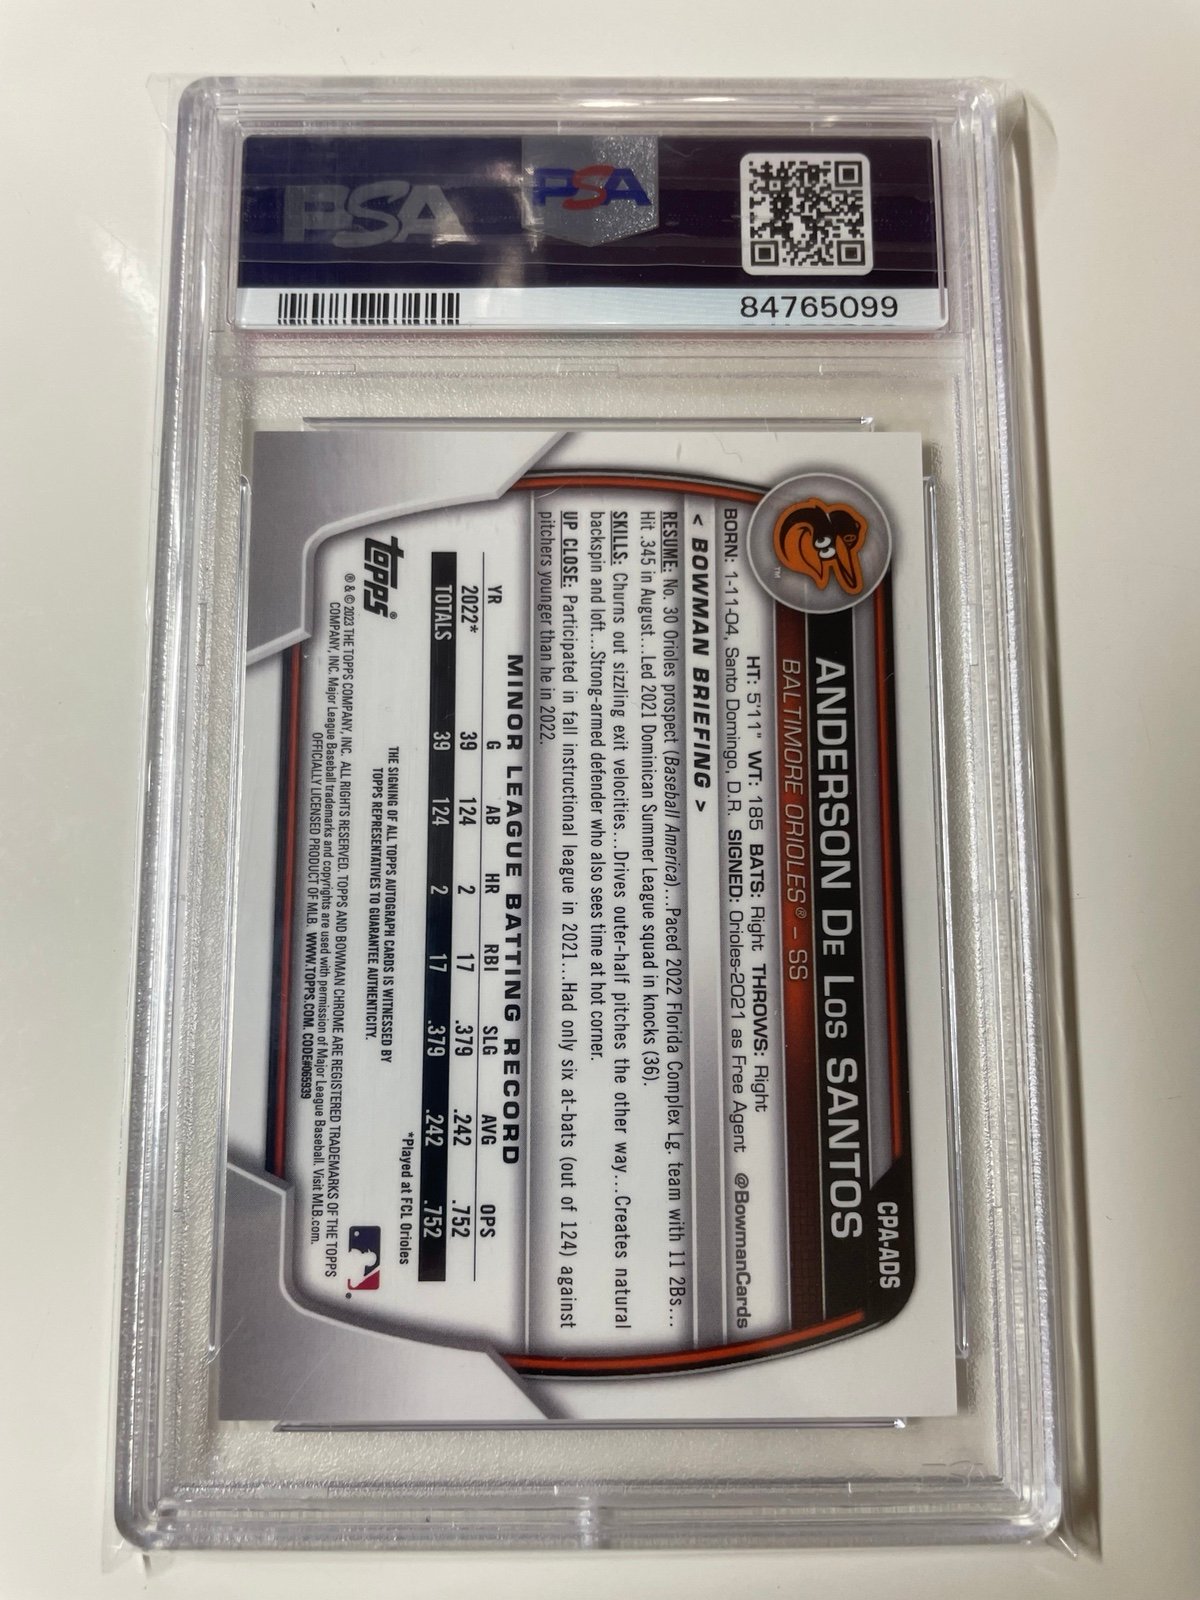 PSA
PSA
84765099
CPA-ADS
ANDERSON DE LOS SANTOS
BALTIMORE ORIOLES® - SS
HT: 5'11" WT: 185 BATS: Right THROWS: Right
BORN: 1-11-04, Santo Domingo, D.R. SIGNED: Orioles-2021 as Free Agent @BowmanCards
< BOWMAN BRIEFING >
RESUME: No. 30 Orioles prospect (Baseball America)...Paced 2022 Florida Complex Lg. team with 11 2Bs...
Hit .345 in August...Led 2021 Dominican Summer League squad in knocks (36).
SKILLS: Churns out sizzling exit velocities...Drives outer-half pitches the other way...Creates natural
backspin and loft...Strong-armed defender who also sees time at hot corner.
UP CLOSE: Participated in fall instructional league in 2021...Had only six at-bats (out of 124) against
pitchers younger than he in 2022.
MINOR LEAGUE BATTING RECORD
YR G AB HR RBI SLG AVG OPS
2022* 39 124 2 17 .379 .242 .752
TOTALS 39 124 2 17 .379 .242 .752
*Played at FCL Orioles
THE SIGNING OF ALL TOPPS AUTOGRAPH CARDS IS WITNESSED BY
TOPPS REPRESENTATIVES TO GUARANTEE AUTHENTICITY.
topps®
® & © 2023 THE TOPPS COMPANY, INC. ALL RIGHTS RESERVED. TOPPS AND BOWMAN CHROME ARE REGISTERED TRADEMARKS OF THE TOPPS
COMPANY, INC. Major League Baseball trademarks and copyrights are used with permission of Major League Baseball. Visit MLB.com.
OFFICIALLY LICENSED PRODUCT OF MLB. WWW.TOPPS.COM. CODE#065939